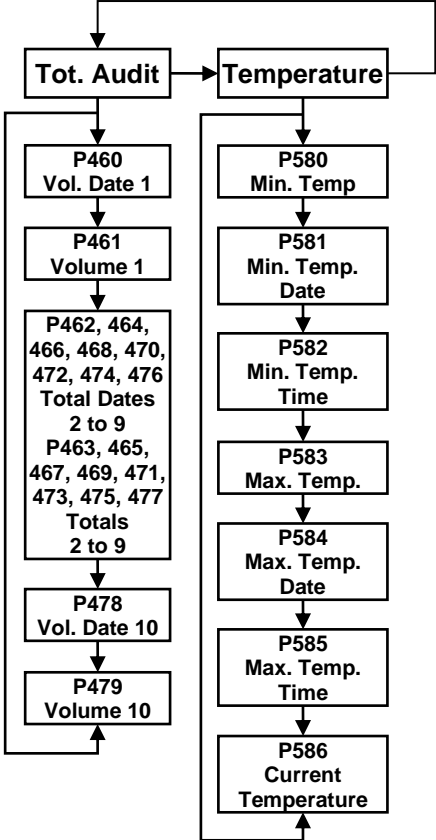 Tot. Audit
P460
Vol. Date 1
P461
Volume 1
P462, 464,
466, 468, 470,
472, 474, 476
Total Dates
2 to 9
P463, 465,
467, 469, 471,
473, 475, 477
Totals
2 to 9
P478
Vol. Date 10
P479
Volume 10
Temperature
P580
Min. Temp
P581
Min. Temp.
Date
P582
Min. Temp.
Time
P583
Max. Temp.
P584
Max. Temp.
Date
P585
Max. Temp.
Time
P586
Current
Temperature